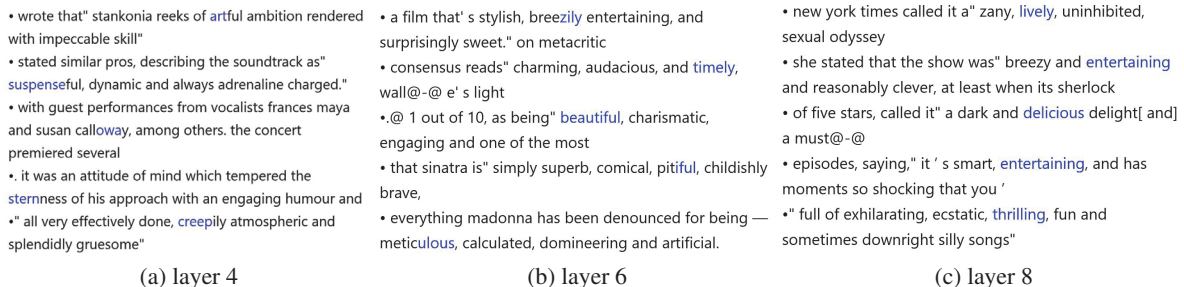 • wrote that" stankonia reeks of artful ambition rendered
with impeccable skill"
• stated similar pros, describing the soundtrack as"
suspenseful, dynamic and always adrenaline charged."
• with guest performances from vocalists frances maya
and susan calloway, among others. the concert
premiered several
•. it was an attitude of mind which tempered the
sternness of his approach with an engaging humour and
•" all very effectively done, creepily atmospheric and
splendidly gruesome"
(a) layer 4
• a film that' s stylish, breezily entertaining, and
surprisingly sweet." on metacritic
• consensus reads" charming, audacious, and timely,
wall@-@ e' s light
•.@ 1 out of 10, as being" beautiful, charismatic,
engaging and one of the most
• that sinatra is" simply superb, comical, pitiful, childishly
brave,
• everything madonna has been denounced for being —
meticulous, calculated, domineering and artificial.
(b) layer 6
• new york times called it a" zany, lively, uninhibited,
sexual odyssey
• she stated that the show was" breezy and entertaining
and reasonably clever, at least when its sherlock
• of five stars, called it" a dark and delicious delight[ and]
a must@-@
• episodes, saying," it ’ s smart, entertaining, and has
moments so shocking that you ’
•" full of exhilarating, ecstatic, thrilling, fun and
sometimes downright silly songs"
(c) layer 8